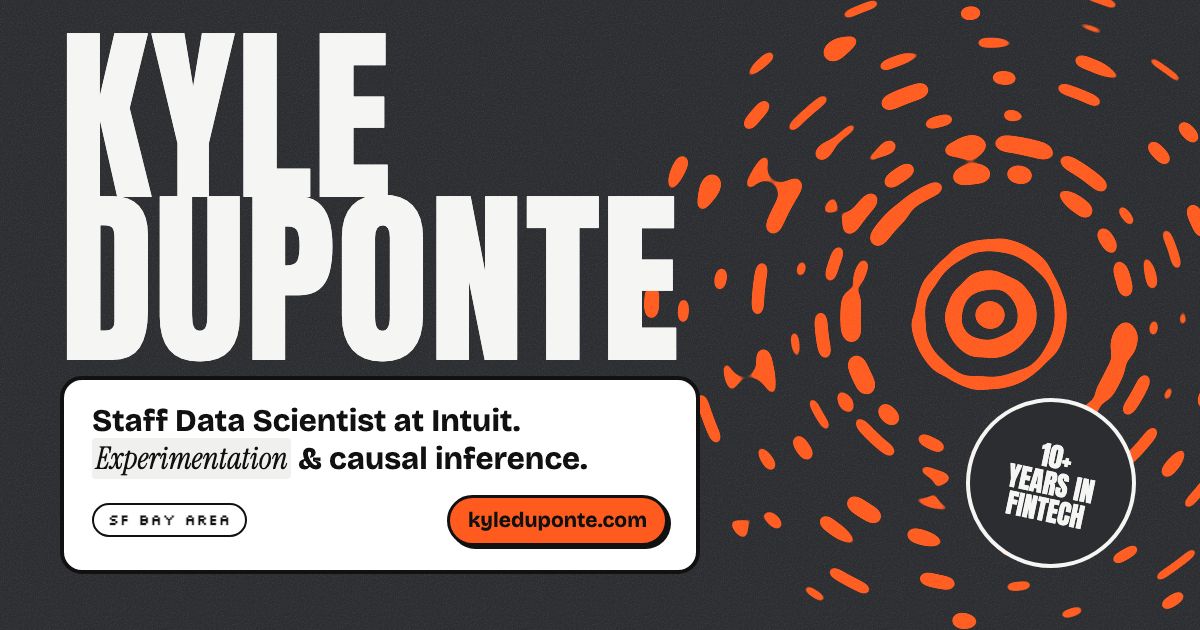 KYLE
DUPONTE
Staff Data Scientist at Intuit.
Experimentation & causal inference.
SF BAY AREA
kyleduponte.com
10+
YEARS IN
FINTECH